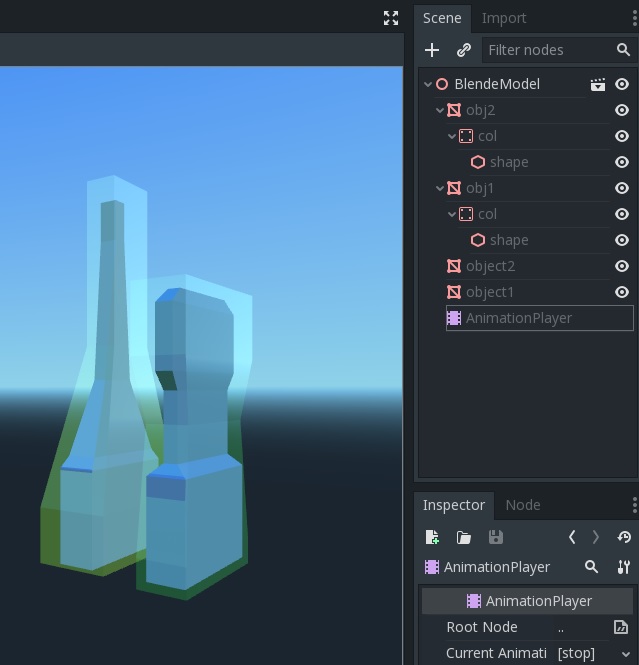 Scene Import
Filter nodes
BlendeModel
obj2
col
shape
obj1
col
shape
object2
object1
AnimationPlayer
Inspector Node
AnimationPlayer
AnimationPlayer
Root Node ..
Current Animati [stop]